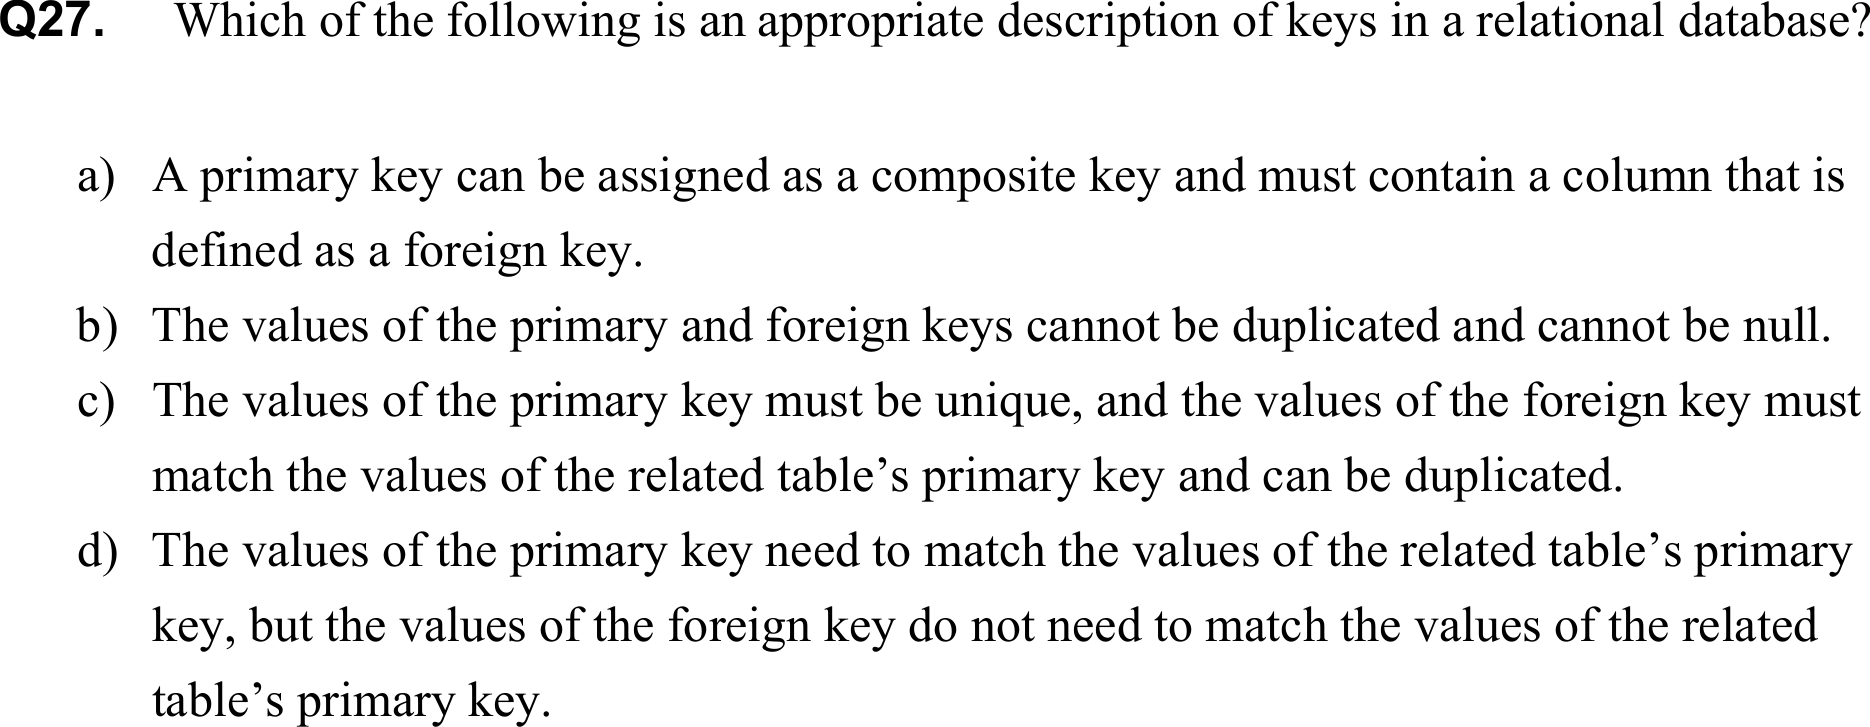 Q27. Which of the following is an appropriate description of keys in a relational database?
a) A primary key can be assigned as a composite key and must contain a column that is
defined as a foreign key.
b) The values of the primary and foreign keys cannot be duplicated and cannot be null.
c) The values of the primary key must be unique, and the values of the foreign key must
match the values of the related table’s primary key and can be duplicated.
d) The values of the primary key need to match the values of the related table’s primary
key, but the values of the foreign key do not need to match the values of the related
table’s primary key.